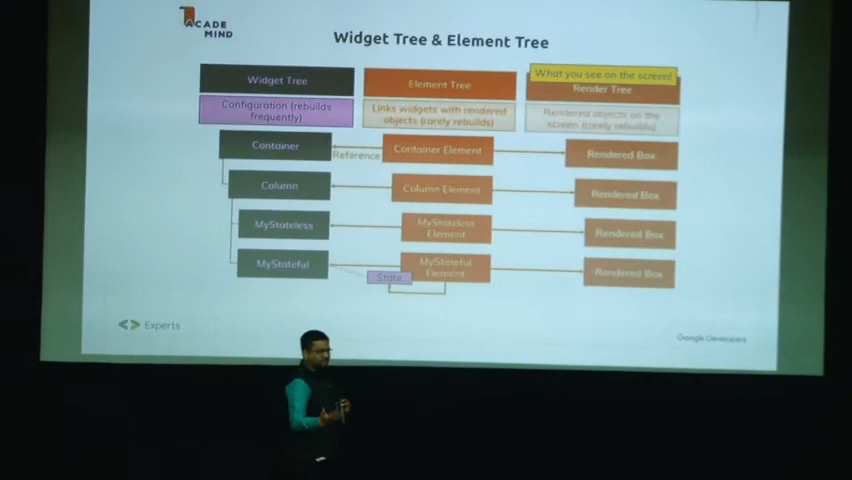 ACADE
MIND
Widget Tree & Element Tree
Widget Tree
Element Tree
What you see on the screen!
Render Tree
Configuration (rebuilds
frequently)
Links widgets with rendered
objects (rarely rebuilds)
Rendered objects on the
screen (rarely rebuilds)
Container
Reference
Container Element
Rendered Box
Column
Column Element
Rendered Box
MyStateless
MyStateless
Element
Rendered Box
MyStateful
MyStateful
Element
State
Rendered Box
<> Experts
Google Developers